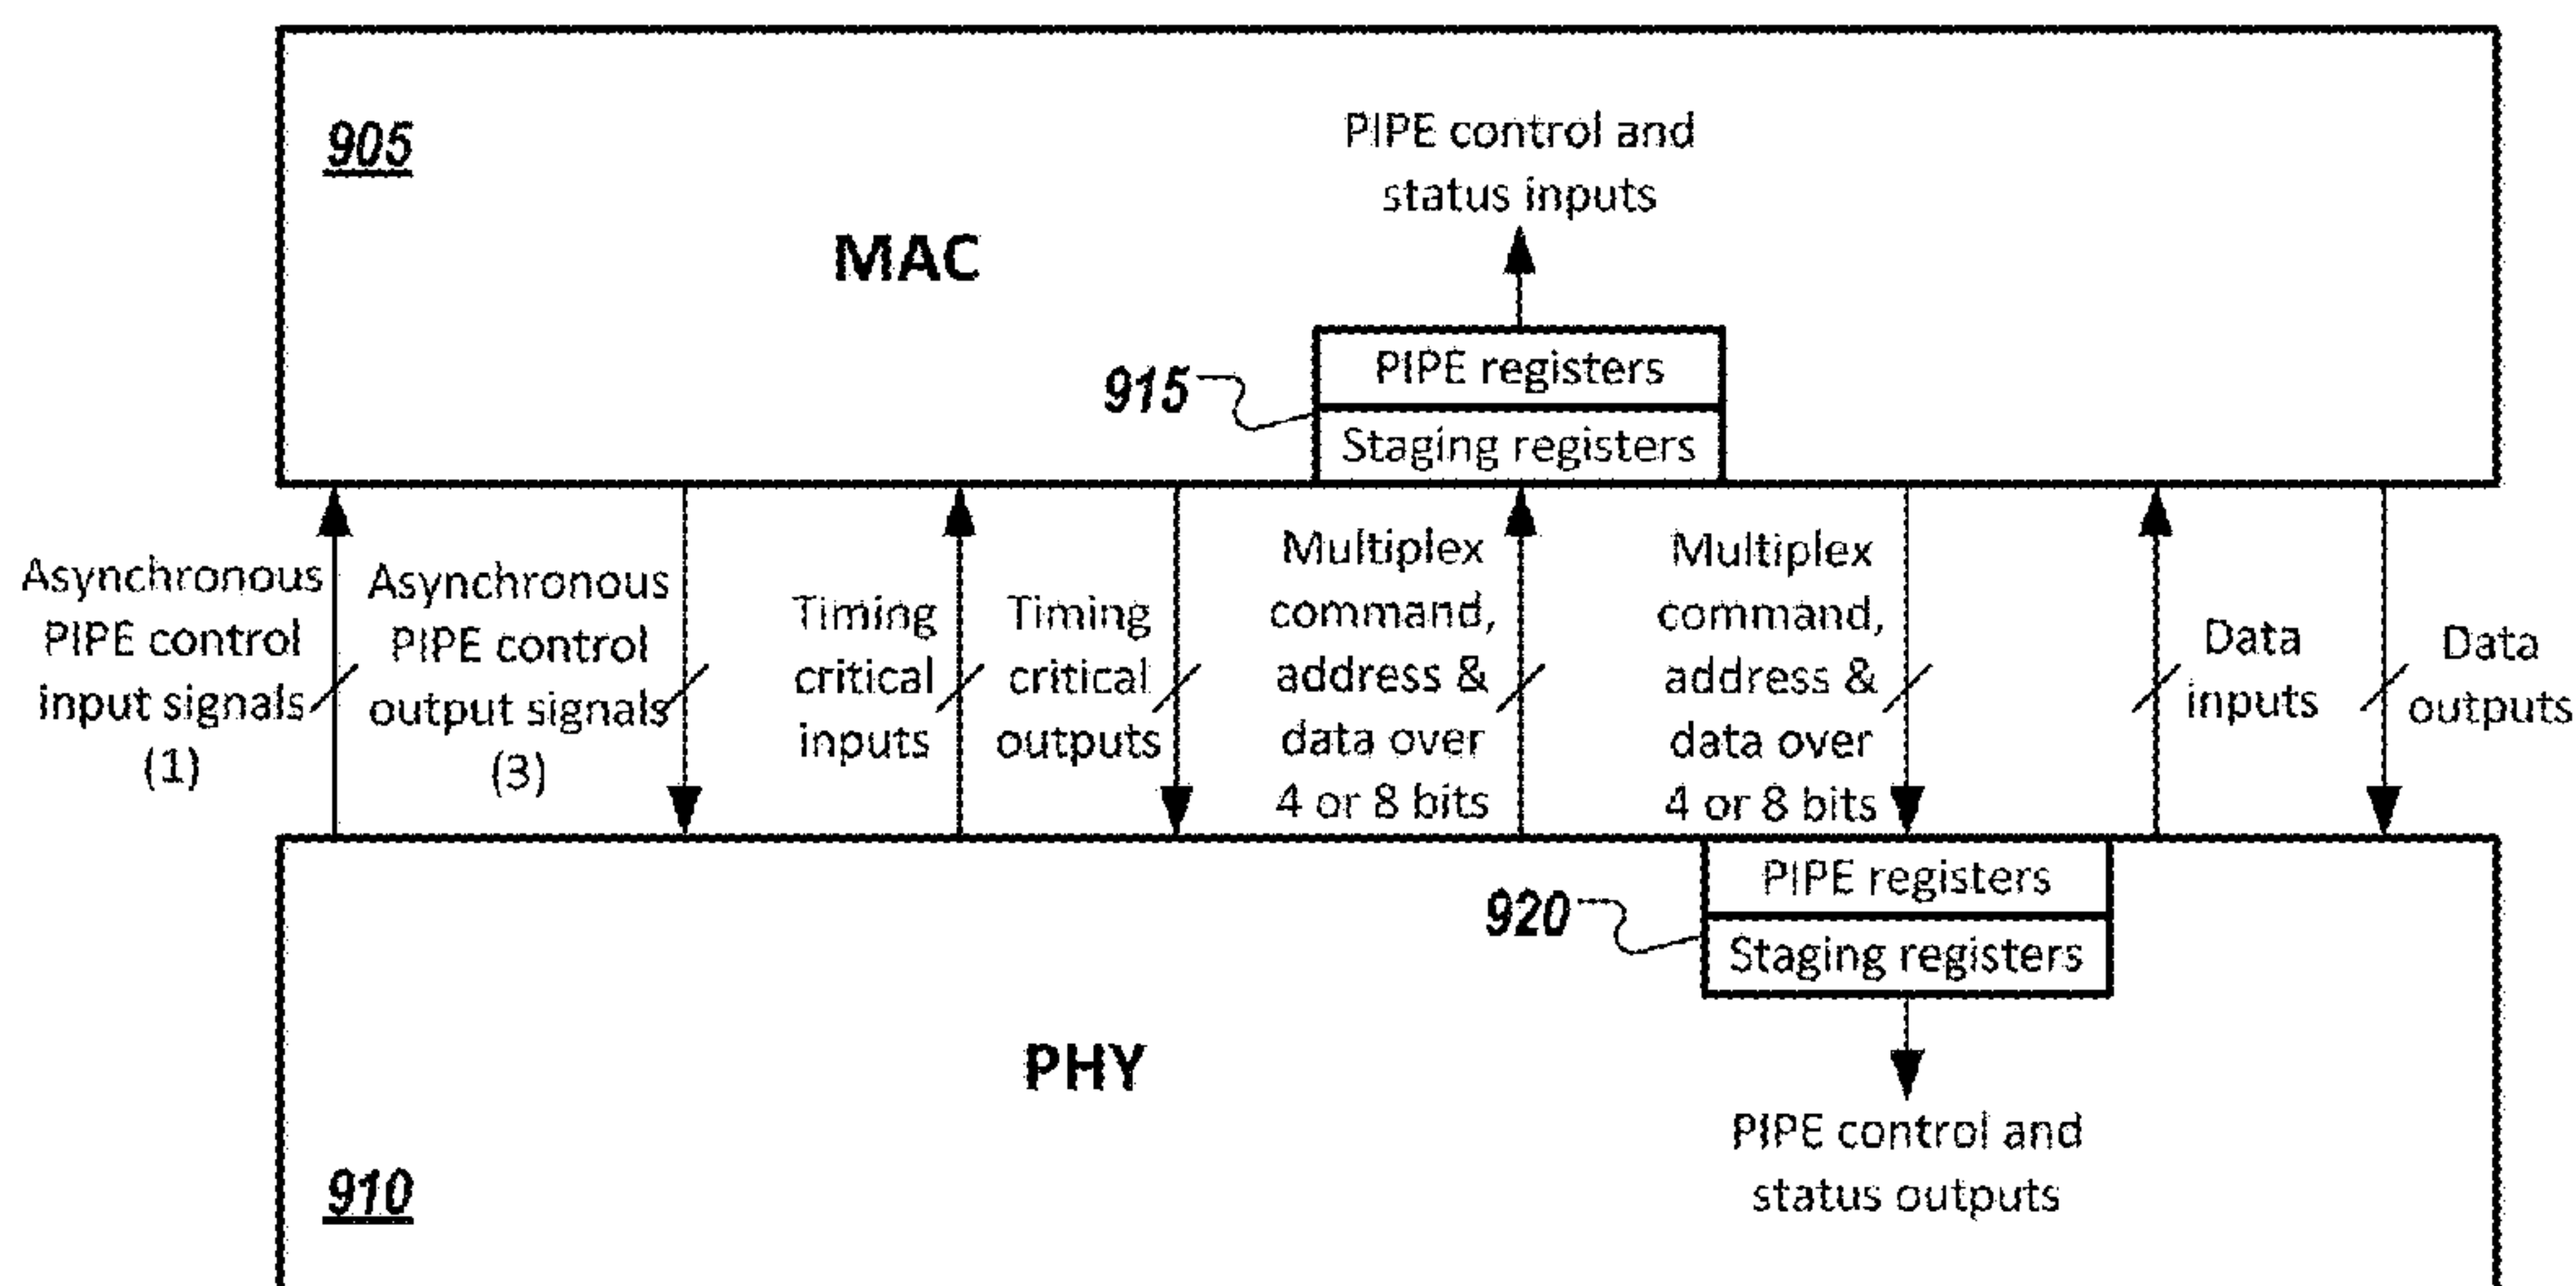 905
MAC
PIPE control and
status inputs
915
PIPE registers
Staging registers
Asynchronous
PIPE control
input signals
(1)
Asynchronous
PIPE control
output signals
(3)
Timing
critical
inputs
Timing
critical
outputs
Multiplex
command,
address &
data over
4 or 8 bits
Multiplex
command,
address &
data over
4 or 8 bits
Data
inputs
Data
outputs
920
PIPE registers
Staging registers
PHY
PIPE control and
status outputs
910